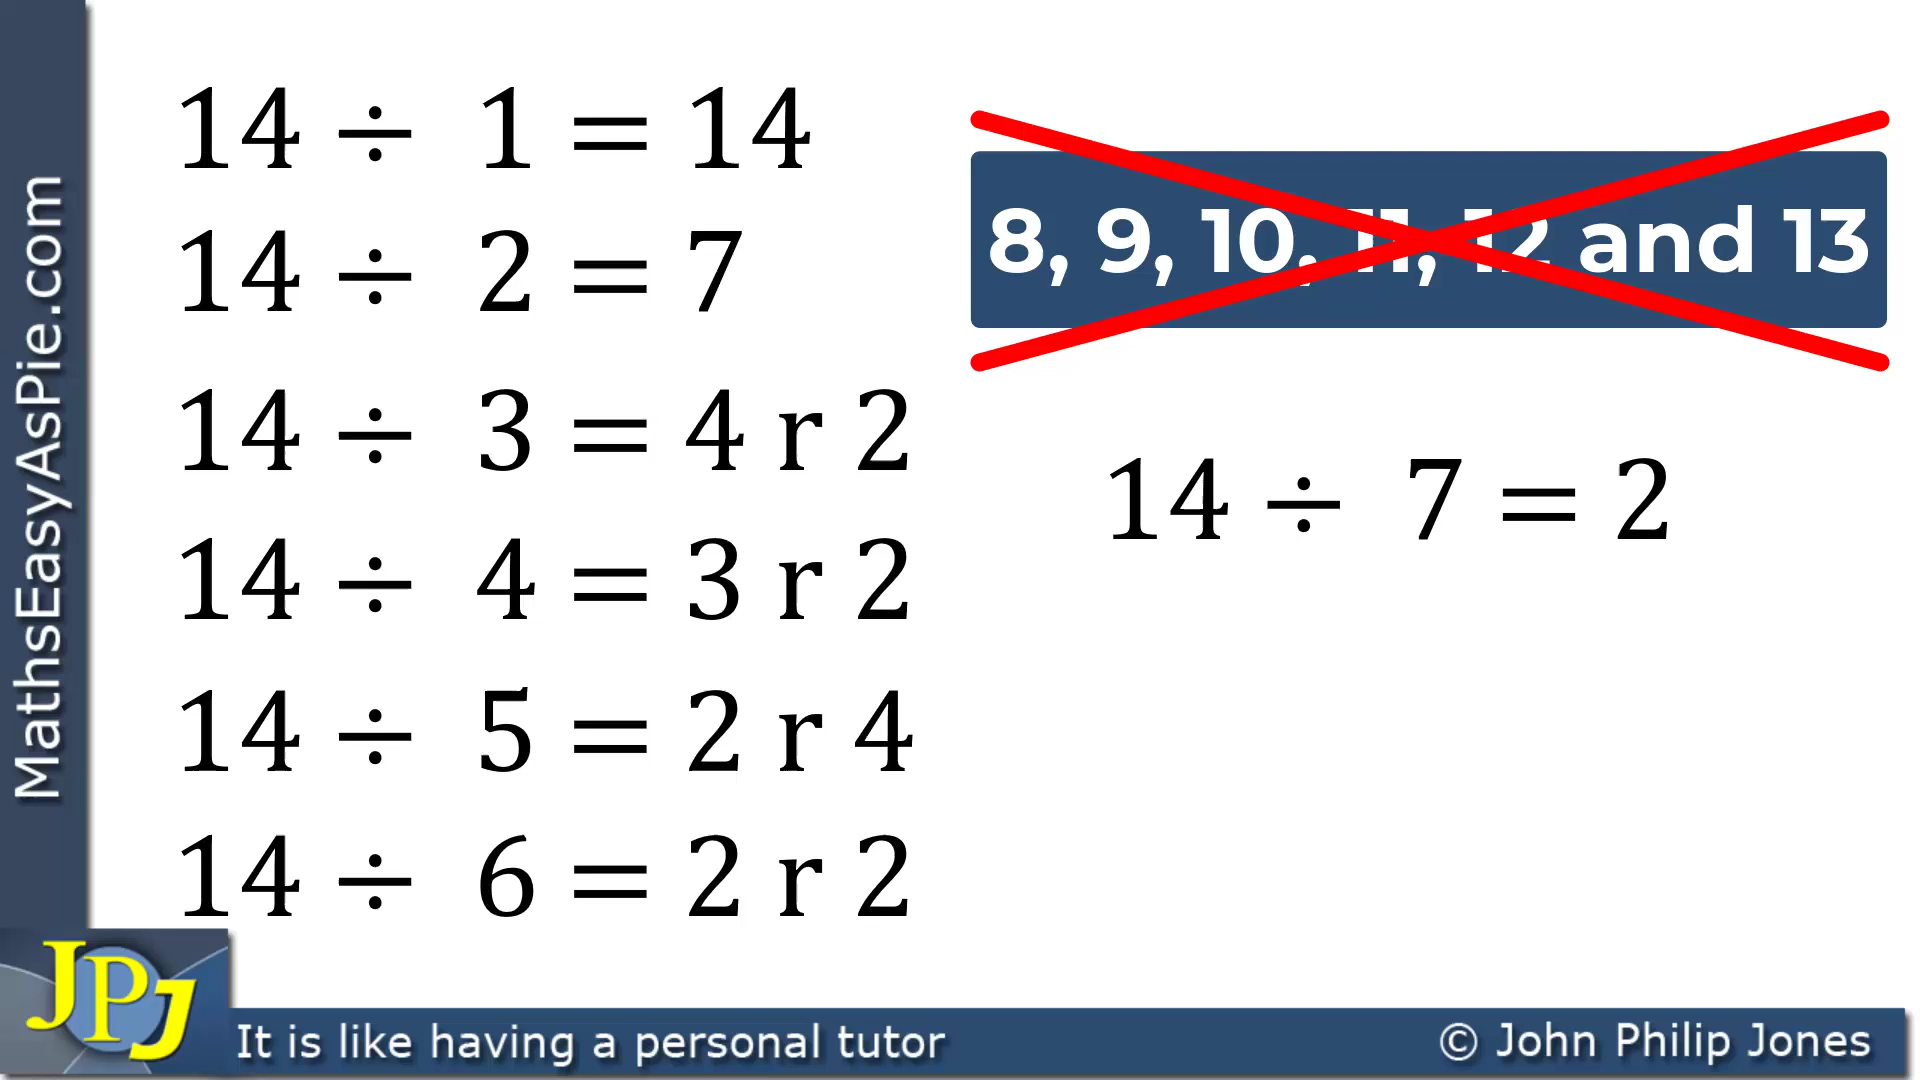 MathsEasyAsPie.com
14 ÷ 1 = 14
14 ÷ 2 = 7
14 ÷ 3 = 4 r 2
14 ÷ 4 = 3 r 2
14 ÷ 5 = 2 r 4
14 ÷ 6 = 2 r 2
8, 9, 10, 11, 12 and 13
14 ÷ 7 = 2
JPJ
It is like having a personal tutor
© John Philip Jones